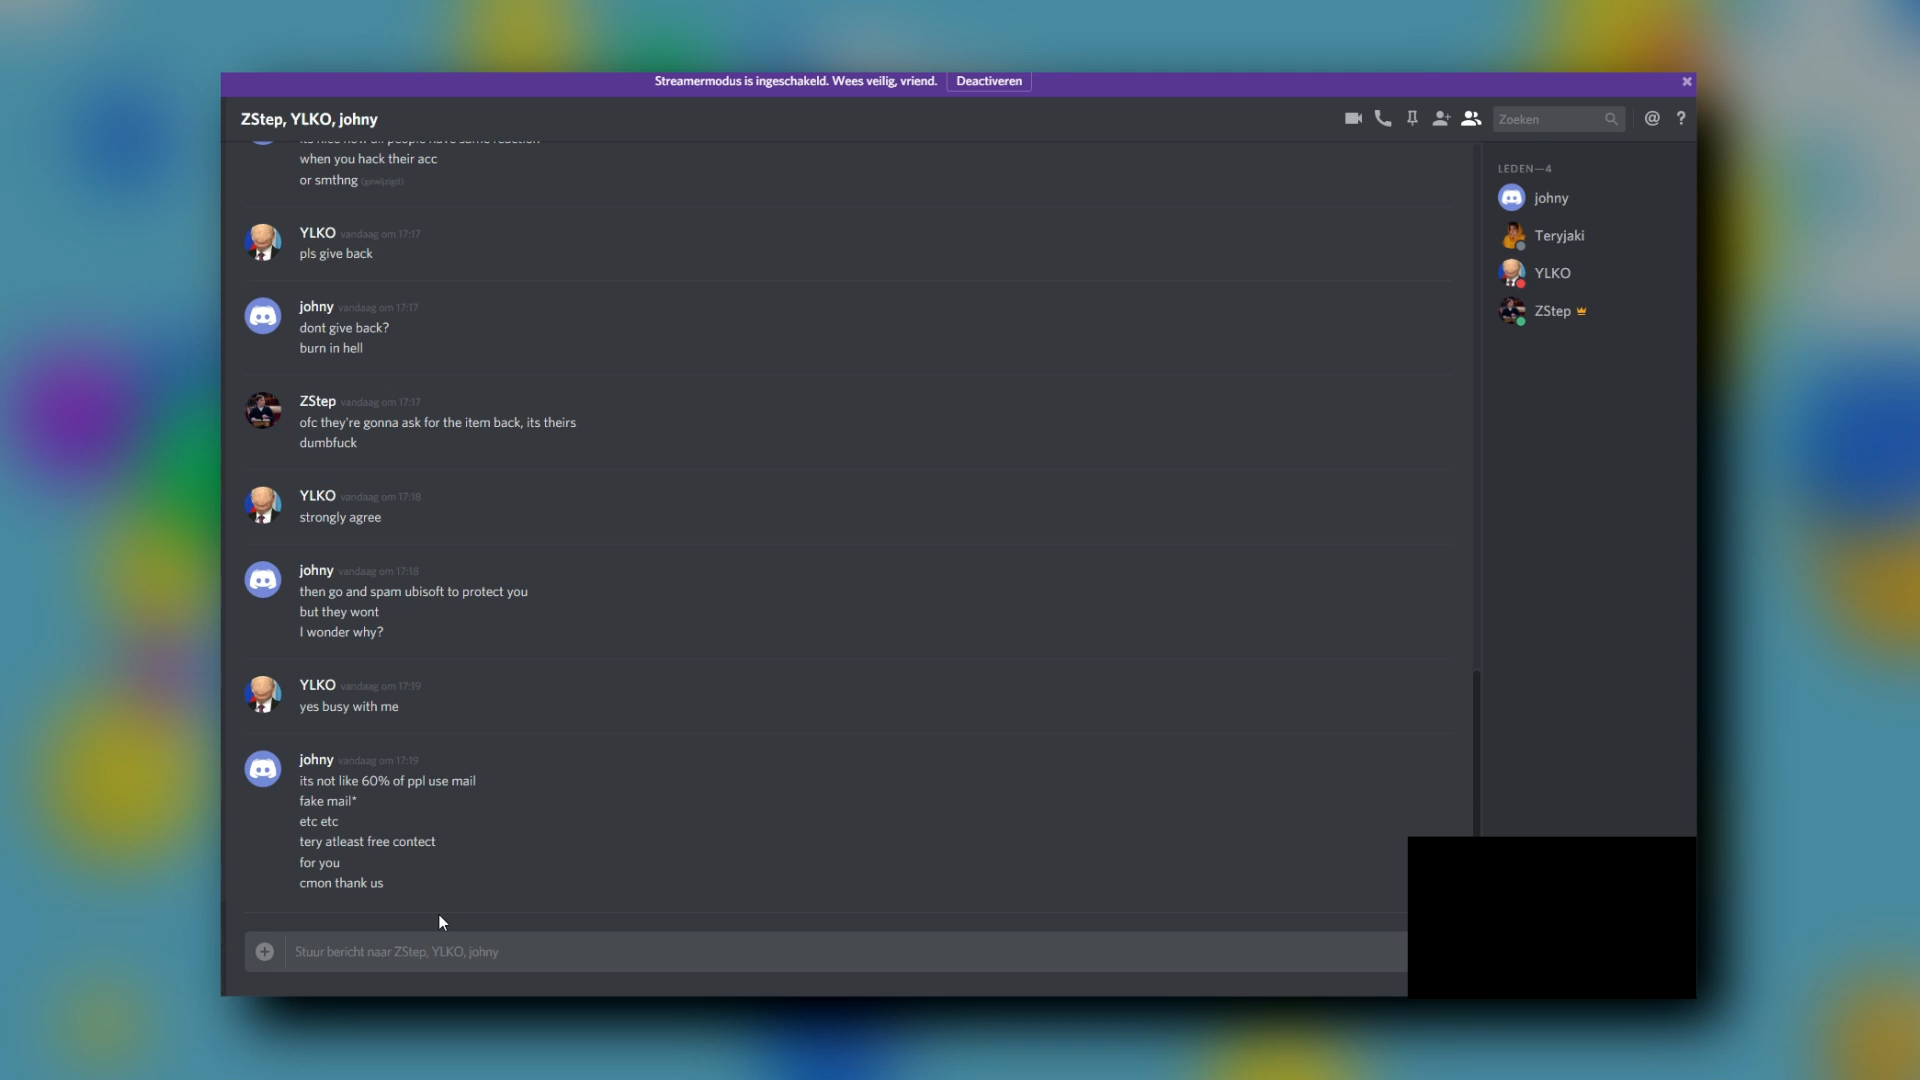 Streamermodus is ingeschakeld. Wees veilig, vriend. Deactiveren
ZStep, YLKO, johny
Zoeken
when you hack their acc
or smthng (gewijzigd)
YLKO vandaag om 17:17
pls give back
johny vandaag om 17:17
dont give back?
burn in hell
ZStep vandaag om 17:17
ofc they're gonna ask for the item back, its theirs
dumbfuck
YLKO vandaag om 17:18
strongly agree
johny vandaag om 17:18
then go and spam ubisoft to protect you
but they wont
I wonder why?
YLKO vandaag om 17:19
yes busy with me
johny vandaag om 17:19
its not like 60% of ppl use mail
fake mail*
etc etc
tery atleast free contect
for you
cmon thank us
Stuur bericht naar ZStep, YLKO, johny
LEDEN—4
johny
Teryjaki
YLKO
ZStep